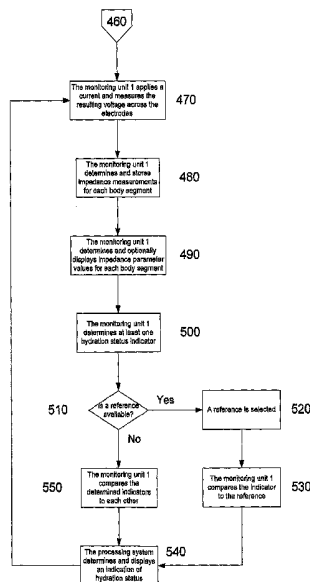 460
The monitoring unit 1 applies a
current and measures the
resulting voltage across the
electrodes
470
The monitoring unit 1
determines and stores
impedance measurements
for each body segment
480
The monitoring unit 1
determines and optionally
displays impedance parameter
values for each body segment
490
The monitoring unit 1
determines at least one
hydration status indicator
500
510
Is a reference
available?
Yes
No
A reference is selected
520
550
The monitoring unit 1
compares the
determined indicators
to each other
The monitoring unit 1
compares the indicator
to the reference
530
The processing system
determines and displays
an indication of
hydration status
540